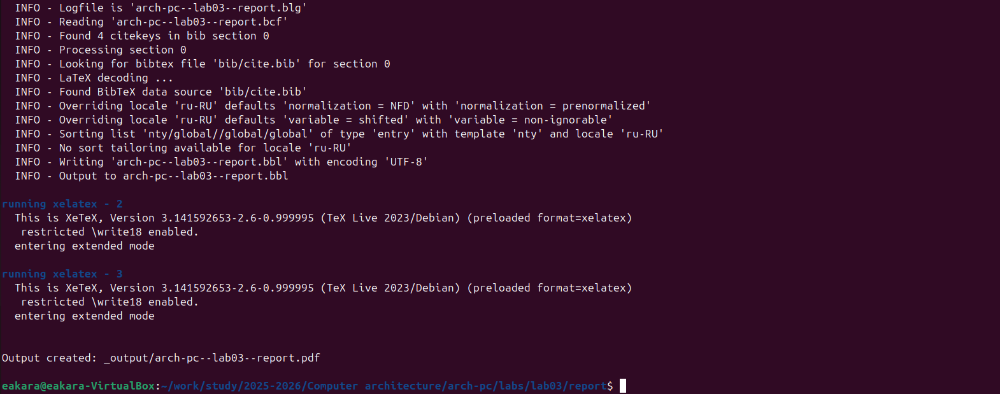 INFO - Logfile is 'arch-pc--lab03--report.blg'
INFO - Reading 'arch-pc--lab03--report.bcf'
INFO - Found 4 citekeys in bib section 0
INFO - Processing section 0
INFO - Looking for bibtex file 'bib/cite.bib' for section 0
INFO - LaTeX decoding ...
INFO - Found BibTeX data source 'bib/cite.bib'
INFO - Overriding locale 'ru-RU' defaults 'normalization = NFD' with 'normalization = prenormalized'
INFO - Overriding locale 'ru-RU' defaults 'variable = shifted' with 'variable = non-ignorable'
INFO - Sorting list 'nty/global//global/global' of type 'entry' with template 'nty' and locale 'ru-RU'
INFO - No sort tailoring available for locale 'ru-RU'
INFO - Writing 'arch-pc--lab03--report.bbl' with encoding 'UTF-8'
INFO - Output to arch-pc--lab03--report.bbl
running xelatex - 2
This is XeTeX, Version 3.141592653-2.6-0.999995 (TeX Live 2023/Debian) (preloaded format=xelatex)
restricted \write18 enabled.
entering extended mode
running xelatex - 3
This is XeTeX, Version 3.141592653-2.6-0.999995 (TeX Live 2023/Debian) (preloaded format=xelatex)
restricted \write18 enabled.
entering extended mode
Output created: _output/arch-pc--lab03--report.pdf
eakara@eakara-VirtualBox:~/work/study/2025-2026/Computer architecture/arch-pc/labs/lab03/report$